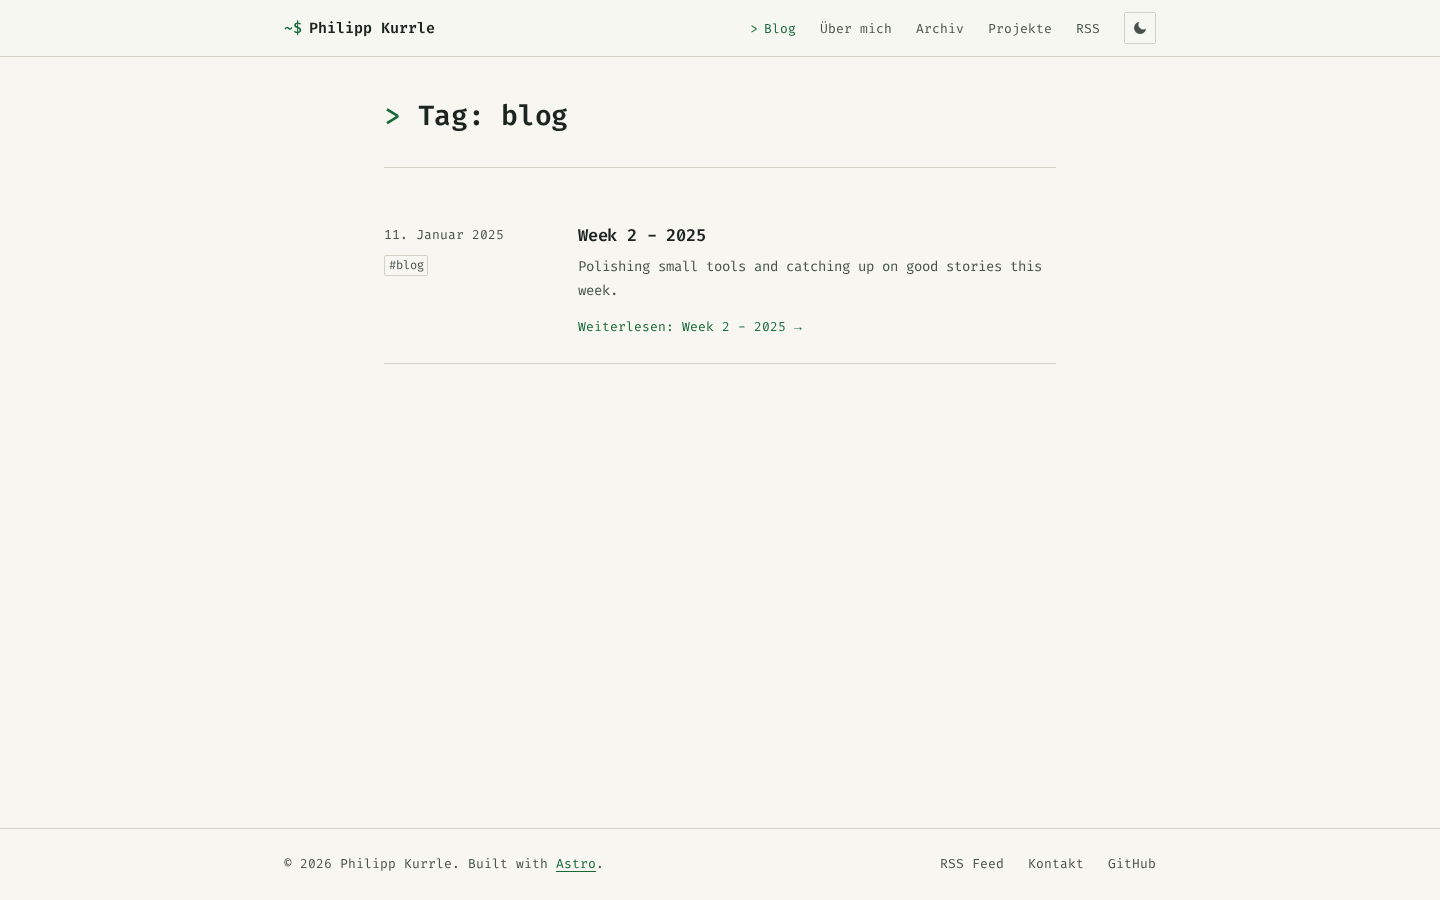 ~$ Philipp Kurrle
> Blog Über mich Archiv Projekte RSS
> Tag: blog
11. Januar 2025
#blog
Week 2 - 2025
Polishing small tools and catching up on good stories this
week.
Weiterlesen: Week 2 - 2025 →
© 2026 Philipp Kurrle. Built with Astro.
RSS Feed Kontakt GitHub